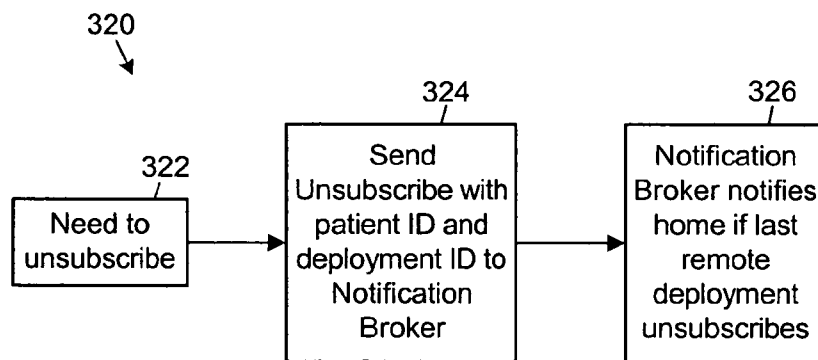 320
322
Need to
unsubscribe
324
Send
Unsubscribe with
patient ID and
deployment ID to
Notification
Broker
326
Notification
Broker notifies
home if last
remote
deployment
unsubscribes